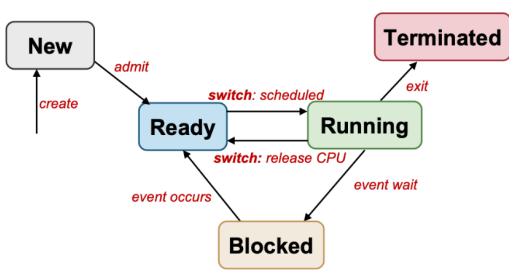 New
Terminated
admit
create
switch: scheduled
exit
Ready
Running
switch: release CPU
event occurs
event wait
Blocked